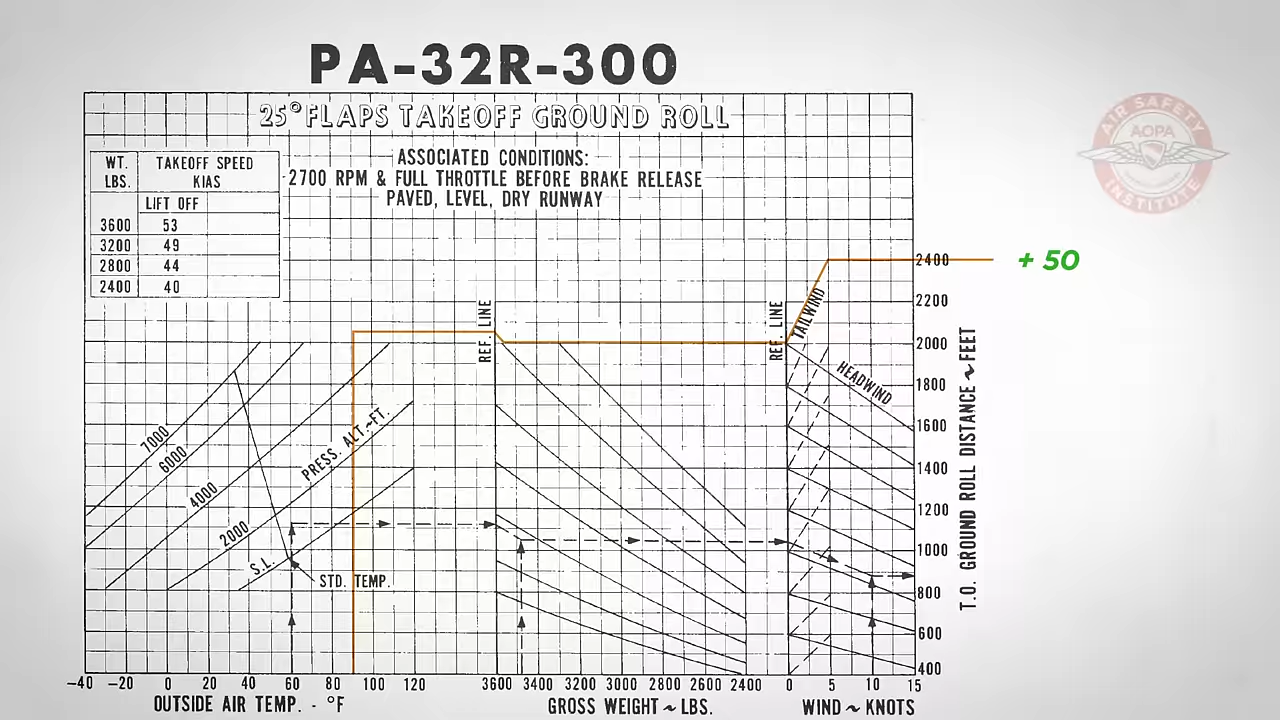 PA-32R-300
25° FLAPS TAKEOFF GROUND ROLL
ASSOCIATED CONDITIONS:
2700 RPM & FULL THROTTLE BEFORE BRAKE RELEASE
PAVED, LEVEL, DRY RUNWAY
WT. LBS. TAKEOFF SPEED KIAS
LIFT OFF
3600 53
3200 49
2800 44
2400 40
AIR SAFETY
AOPA
INSTITUTE
+ 50
REF. LINE
REF. LINE
TAILWIND
HEADWIND
7000
6000
4000
2000
S.L.
PRESS. ALT.~FT.
STD. TEMP.
2400
2200
2000
1800
1600
1400
1200
1000
800
600
400
T.O. GROUND ROLL DISTANCE ~ FEET
-40 -20 0 20 40 60 80 100 120
OUTSIDE AIR TEMP. - °F
3600 3400 3200 3000 2800 2600 2400
GROSS WEIGHT ~ LBS.
0 5 10 15
WIND ~ KNOTS